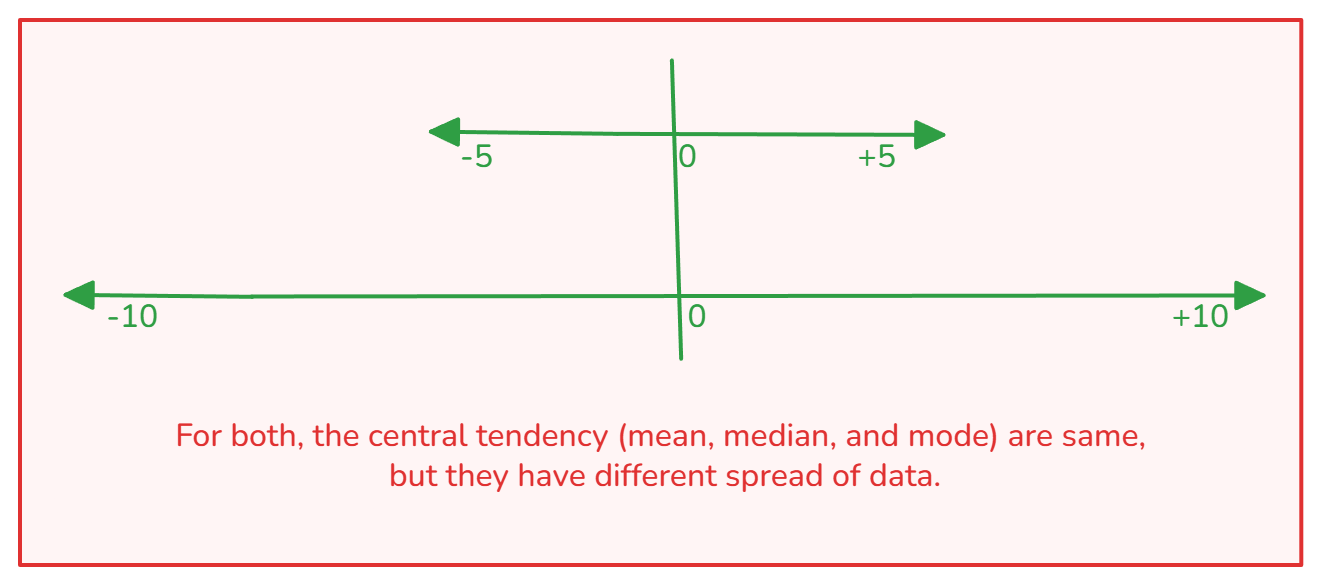 -5 0 +5
-10 0 +10
For both, the central tendency (mean, median, and mode) are same,
but they have different spread of data.